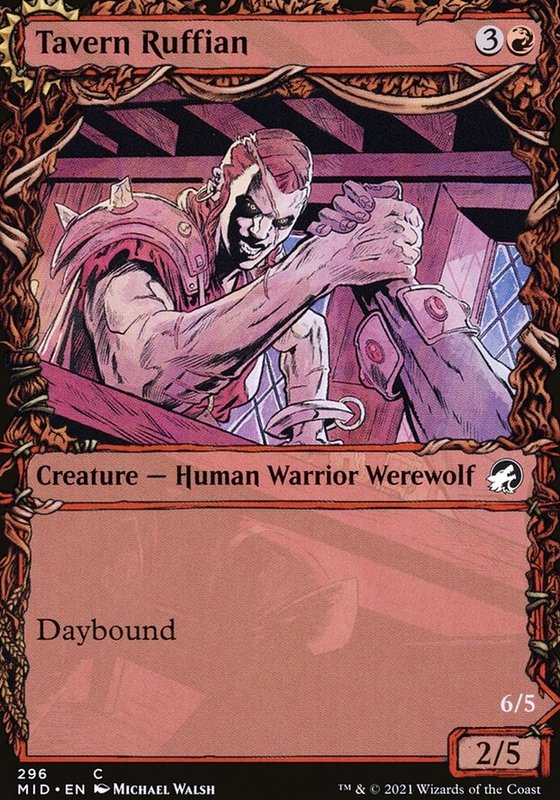 Tavern Ruffian 3
Creature — Human Warrior Werewolf
Daybound
6/5
2/5
296 C
MID • EN Michael Walsh ™ & © 2021 Wizards of the Coast